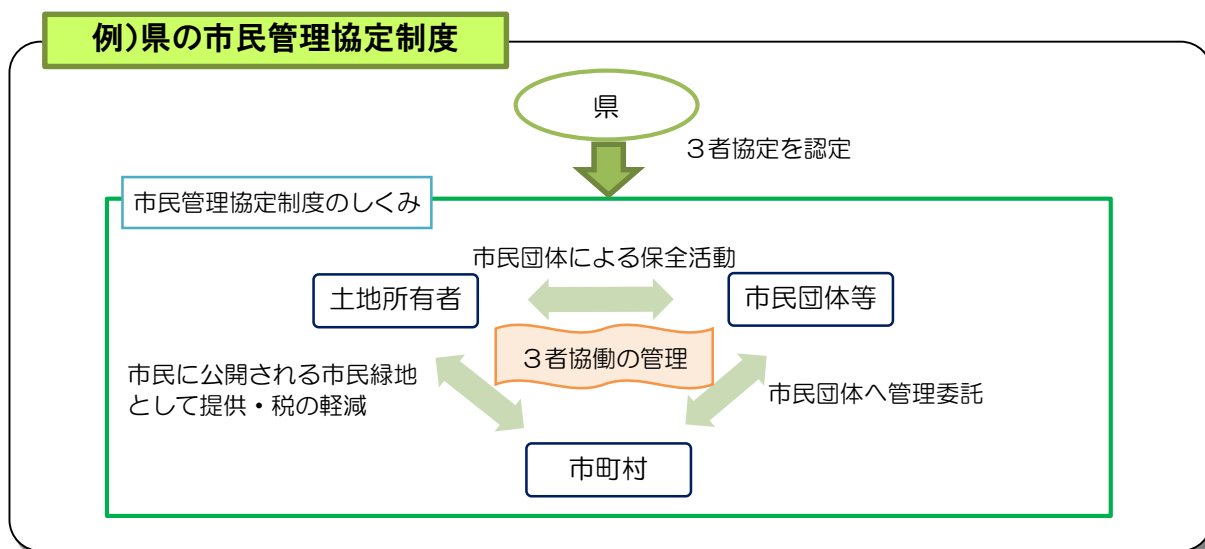 例)県の市民管理協定制度
県
３者協定を認定
市民管理協定制度のしくみ
市民団体による保全活動
土地所有者
市民団体等
３者協働の管理
市民に公開される市民緑地
として提供・税の軽減
市民団体へ管理委託
市町村